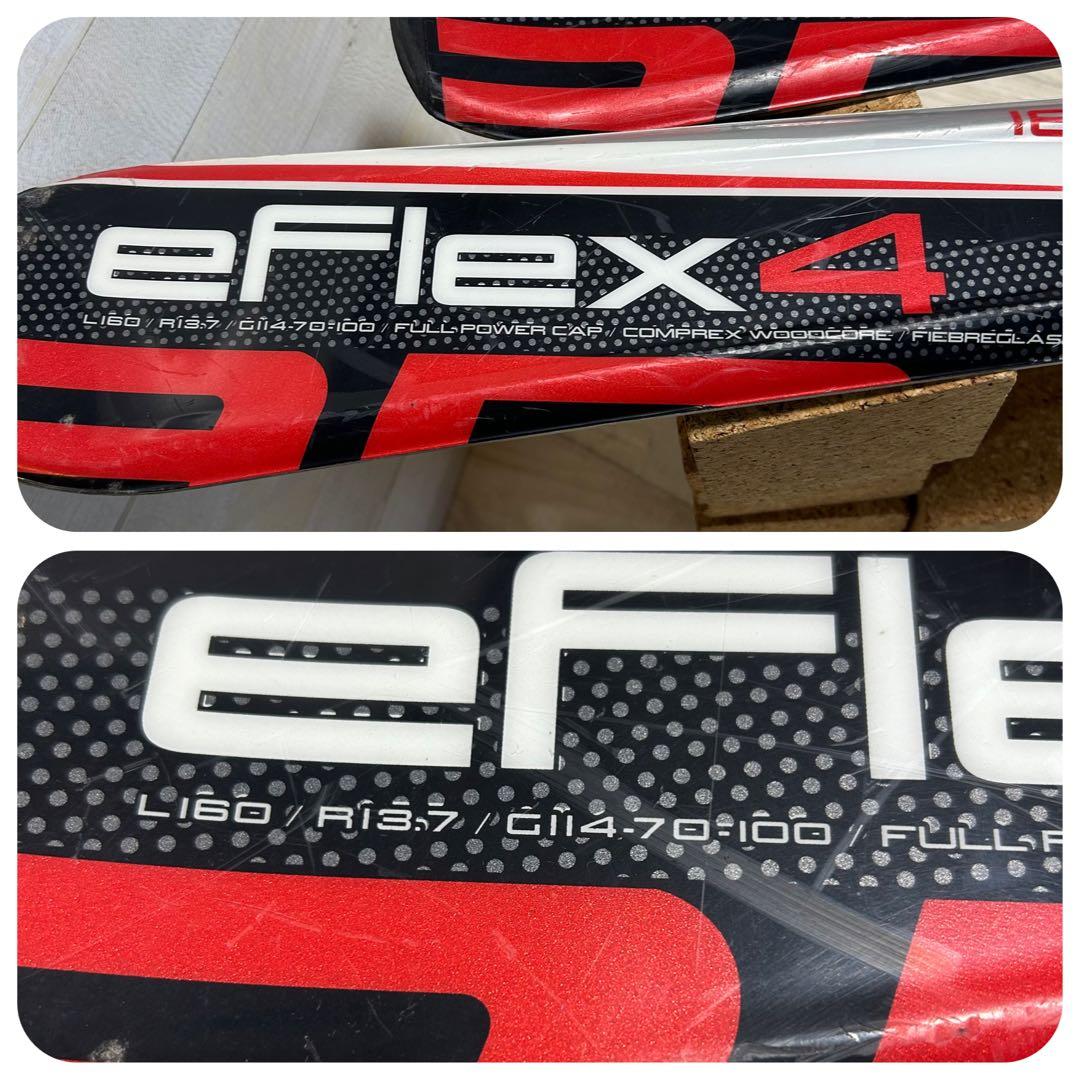 16
eFlex4
L160 / R13.7 / G114-70-100 / FULL POWER CAP / COMPREX WOODCORE / FIEBREGLAS
eFle
L160 / R13.7 / G114-70-100 / FULL P